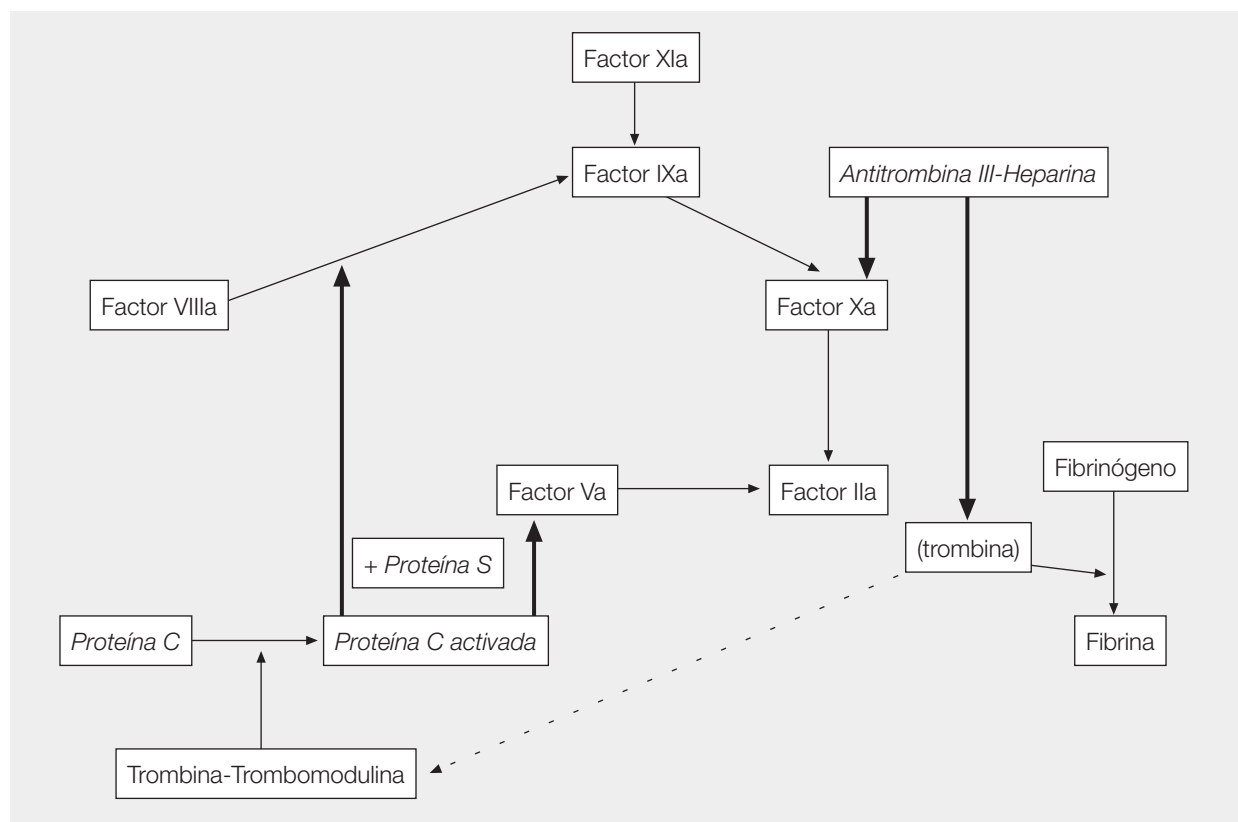 Factor XIa
Factor IXa
Antitrombina III-Heparina
Factor VIIIa
Factor Xa
Fibrinógeno
Factor Va
Factor IIa
(trombina)
+ Proteína S
Proteína C
Proteína C activada
Fibrina
Trombina-Trombomodulina